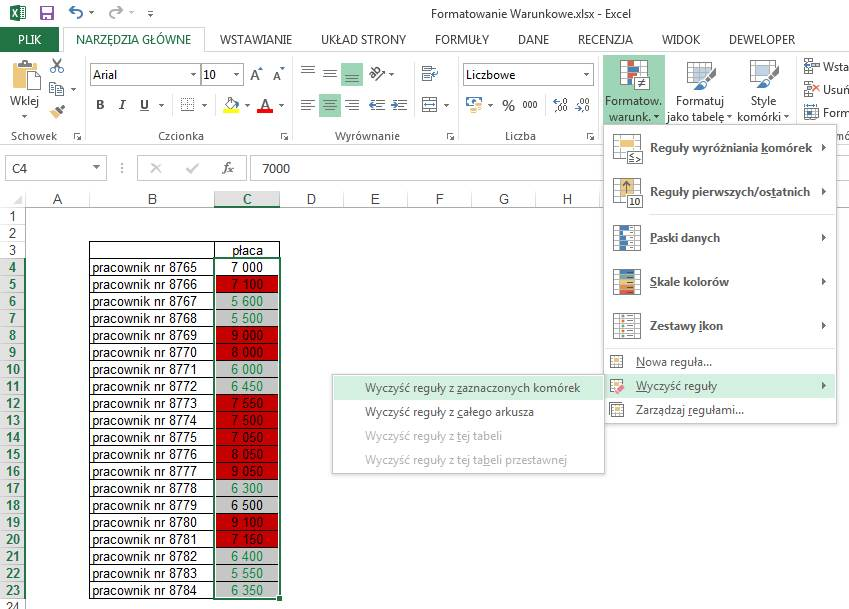 Formatowanie Warunkowe.xlsx - Excel
PLIK NARZĘDZIA GŁÓWNE WSTAWIANIE UKŁAD STRONY FORMUŁY DANE RECENZJA WIDOK DEWELOPER
Wklej
Schowek
Arial 10
B I U
Czcionka
Wyrównanie
Liczbowe
% 000
Liczba
Formatow. warunk.
Formatuj jako tabelę
Style komórki
Wsta
Usuń
Form
C4 fx 7000
A B C D E F G H
1
2
3 płaca
4 pracownik nr 8765 7 000
5 pracownik nr 8766 7 100
6 pracownik nr 8767 5 600
7 pracownik nr 8768 5 500
8 pracownik nr 8769 9 000
9 pracownik nr 8770 8 000
10 pracownik nr 8771 6 000
11 pracownik nr 8772 6 450
12 pracownik nr 8773 7 550
13 pracownik nr 8774 7 500
14 pracownik nr 8775 7 050
15 pracownik nr 8776 8 050
16 pracownik nr 8777 9 050
17 pracownik nr 8778 6 300
18 pracownik nr 8779 6 500
19 pracownik nr 8780 9 100
20 pracownik nr 8781 7 150
21 pracownik nr 8782 6 400
22 pracownik nr 8783 5 550
23 pracownik nr 8784 6 350
24
Reguły wyróżniania komórek
Reguły pierwszych/ostatnich
Paski danych
Skale kolorów
Zestawy ikon
Nowa reguła...
Wyczyść reguły
Zarządzaj regułami...
Wyczyść reguły z zaznaczonych komórek
Wyczyść reguły z całego arkusza
Wyczyść reguły z tej tabeli
Wyczyść reguły z tej tabeli przestawnej